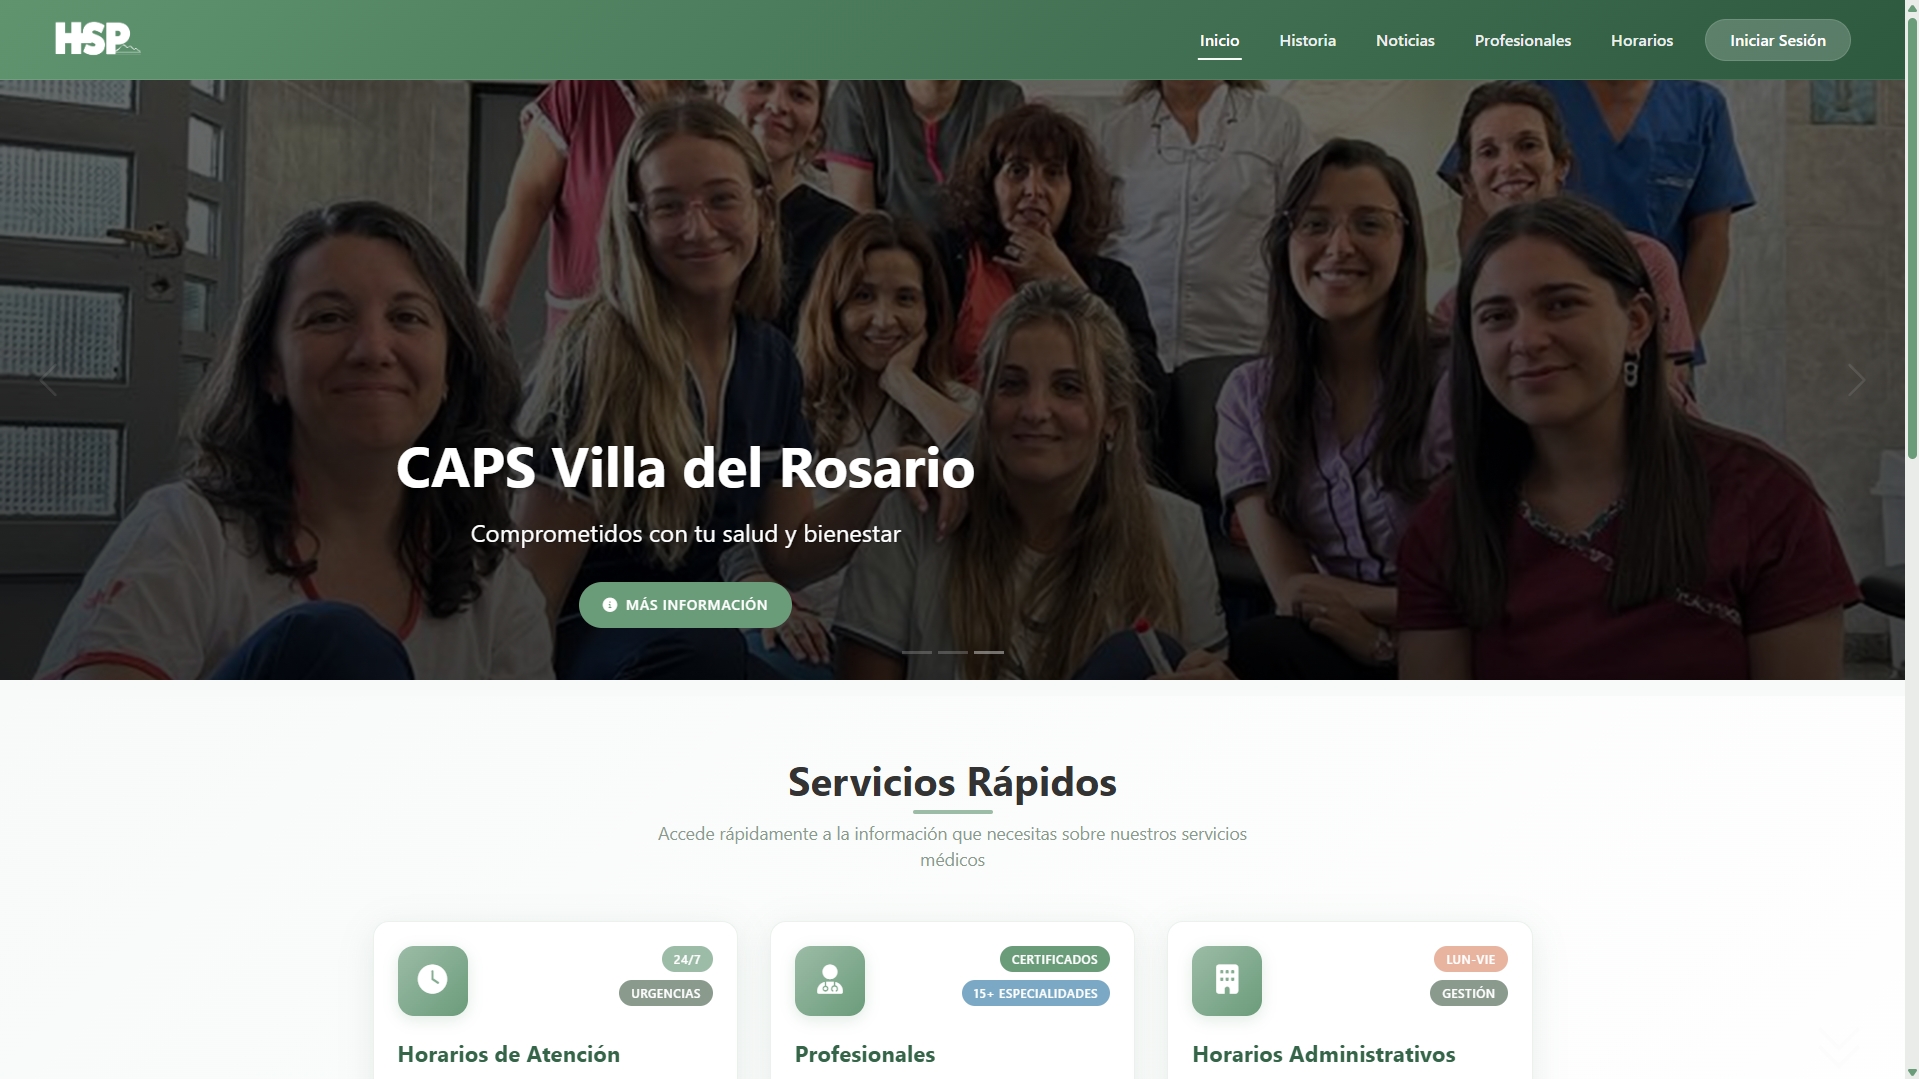 HSP
Inicio
Historia
Noticias
Profesionales
Horarios
Iniciar Sesión
CAPS Villa del Rosario
Comprometidos con tu salud y bienestar
MÁS INFORMACIÓN
Servicios Rápidos
Accede rápidamente a la información que necesitas sobre nuestros servicios
médicos
24/7
URGENCIAS
Horarios de Atención
CERTIFICADOS
15+ ESPECIALIDADES
Profesionales
LUN-VIE
GESTIÓN
Horarios Administrativos